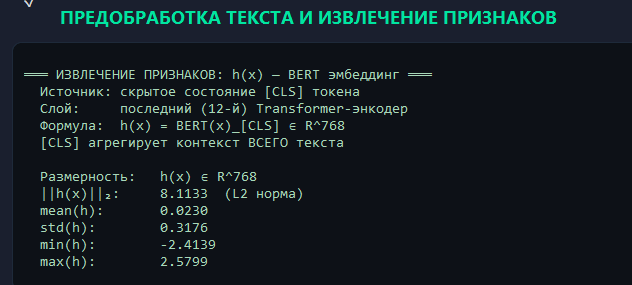 ПРЕДОБРАБОТКА ТЕКСТА И ИЗВЛЕЧЕНИЕ ПРИЗНАКОВ
═══ ИЗВЛЕЧЕНИЕ ПРИЗНАКОВ: h(x) — BERT эмбеддинг ═══
Источник: скрытое состояние [CLS] токена
Слой: последний (12-й) Transformer-энкодер
Формула: h(x) = BERT(x)_[CLS] ∈ R^768
[CLS] агрегирует контекст ВСЕГО текста
Размерность: h(x) ∈ R^768
||h(x)||₂: 8.1133 (L2 норма)
mean(h): 0.0230
std(h): 0.3176
min(h): -2.4139
max(h): 2.5799